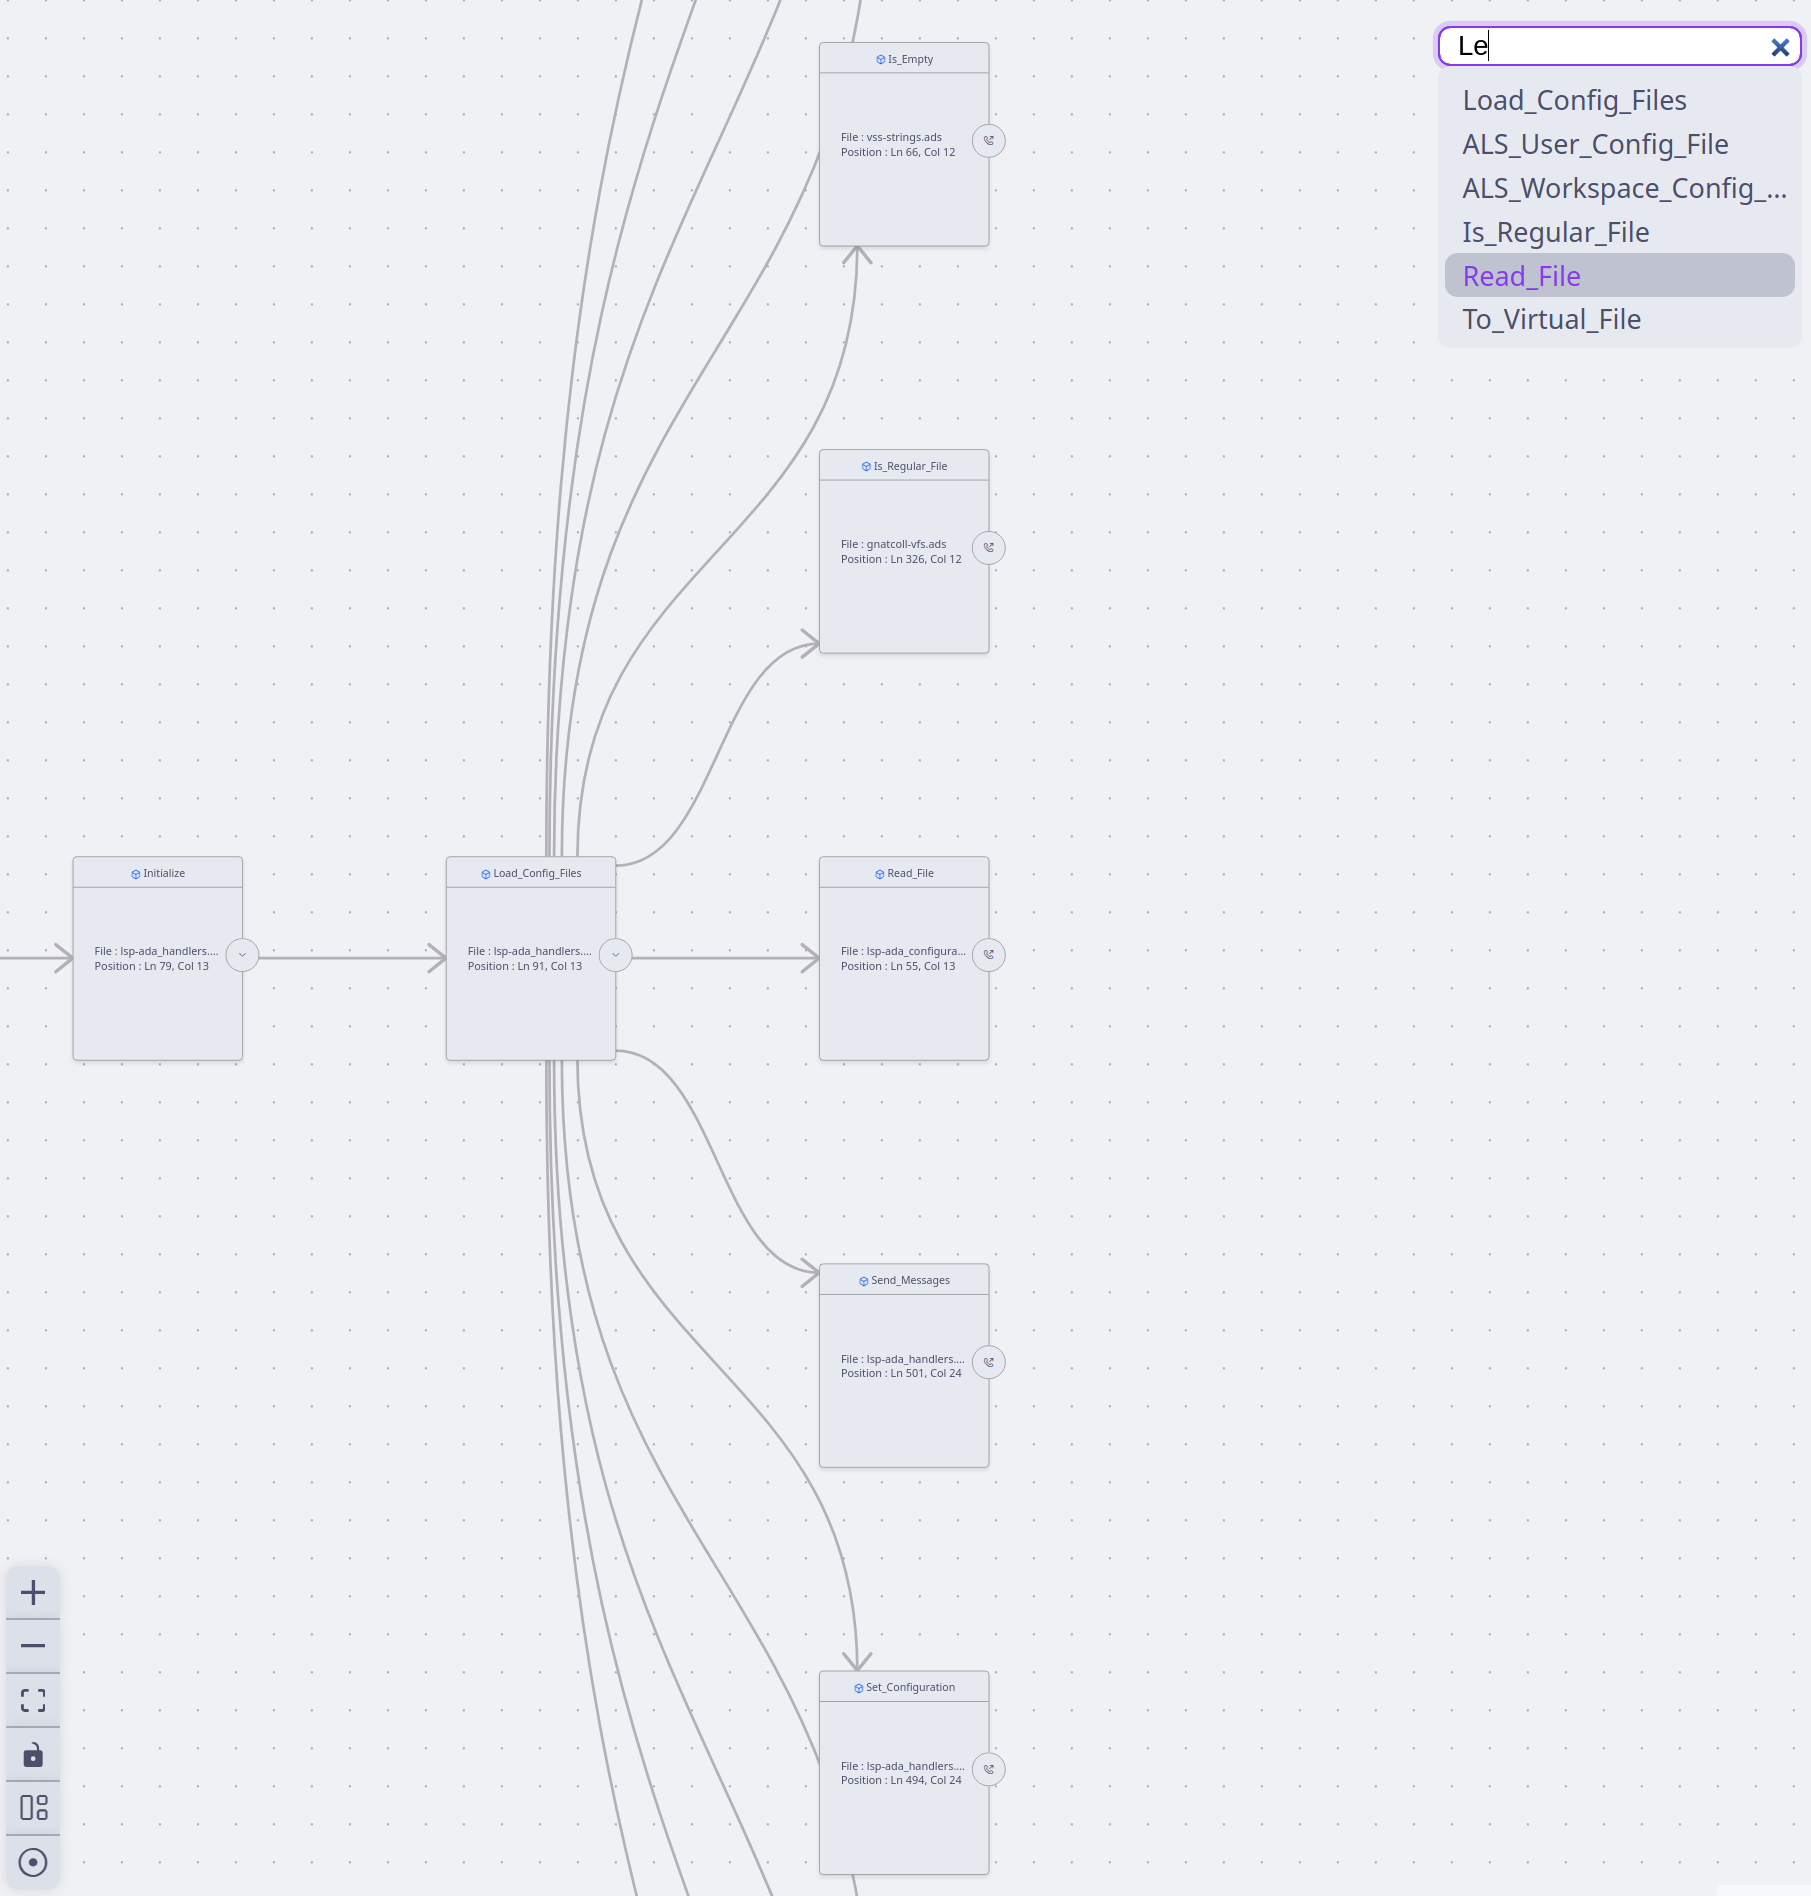 Le
Load_Config_Files
ALS_User_Config_File
ALS_Workspace_Config_...
Is_Regular_File
Read_File
To_Virtual_File
Is_Empty
File : vss-strings.ads
Position : Ln 66, Col 12
Is_Regular_File
File : gnatcoll-vfs.ads
Position : Ln 326, Col 12
Initialize
File : lsp-ada_handlers....
Position : Ln 79, Col 13
Load_Config_Files
File : lsp-ada_handlers....
Position : Ln 91, Col 13
Read_File
File : lsp-ada_configura...
Position : Ln 55, Col 13
Send_Messages
File : lsp-ada_handlers....
Position : Ln 501, Col 24
Set_Configuration
File : lsp-ada_handlers....
Position : Ln 494, Col 24